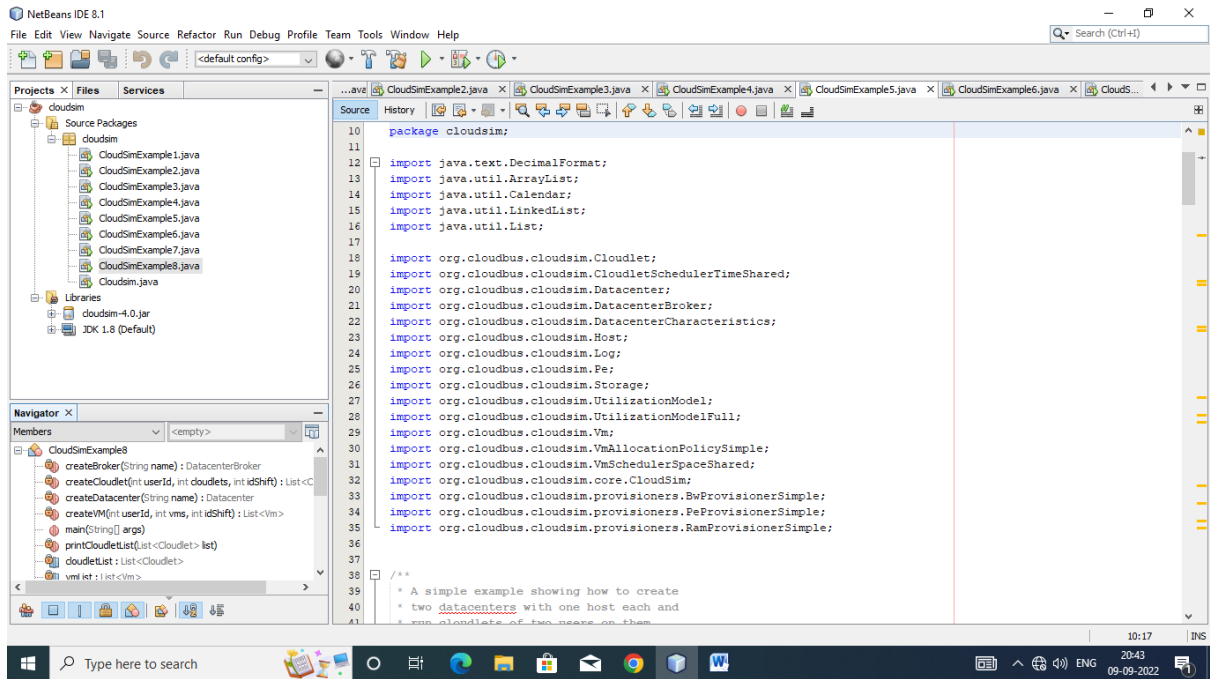 NetBeans IDE 8.1
File Edit View Navigate Source Refactor Run Debug Profile Team Tools Window Help
Search (Ctrl+I)
<default config>
Projects Files Services
cloudsim
Source Packages
cloudsim
CloudSimExample1.java
CloudSimExample2.java
CloudSimExample3.java
CloudSimExample4.java
CloudSimExample5.java
CloudSimExample6.java
CloudSimExample7.java
CloudSimExample8.java
Cloudsim.java
Libraries
cloudsim-4.0.jar
JDK 1.8 (Default)
Navigator
Members <empty>
CloudSimExample8
createBroker(String name) : DatacenterBroker
createCloudlet(int userId, int cloudlets, int idShift) : List<C
createDatacenter(String name) : Datacenter
createVM(int userId, int vms, int idShift) : List<Vm>
main(String[] args)
printCloudletList(List<Cloudlet> list)
cloudletList : List<Cloudlet>
vmlist : List<Vm>
...ava CloudSimExample2.java CloudSimExample3.java CloudSimExample4.java CloudSimExample5.java CloudSimExample6.java CloudS...
Source History
10 package cloudsim;
11
12 import java.text.DecimalFormat;
13 import java.util.ArrayList;
14 import java.util.Calendar;
15 import java.util.LinkedList;
16 import java.util.List;
17
18 import org.cloudbus.cloudsim.Cloudlet;
19 import org.cloudbus.cloudsim.CloudletSchedulerTimeShared;
20 import org.cloudbus.cloudsim.Datacenter;
21 import org.cloudbus.cloudsim.DatacenterBroker;
22 import org.cloudbus.cloudsim.DatacenterCharacteristics;
23 import org.cloudbus.cloudsim.Host;
24 import org.cloudbus.cloudsim.Log;
25 import org.cloudbus.cloudsim.Pe;
26 import org.cloudbus.cloudsim.Storage;
27 import org.cloudbus.cloudsim.UtilizationModel;
28 import org.cloudbus.cloudsim.UtilizationModelFull;
29 import org.cloudbus.cloudsim.Vm;
30 import org.cloudbus.cloudsim.VmAllocationPolicySimple;
31 import org.cloudbus.cloudsim.VmSchedulerSpaceShared;
32 import org.cloudbus.cloudsim.core.CloudSim;
33 import org.cloudbus.cloudsim.provisioners.BwProvisionerSimple;
34 import org.cloudbus.cloudsim.provisioners.PeProvisionerSimple;
35 import org.cloudbus.cloudsim.provisioners.RamProvisionerSimple;
36
37
38 /**
39 * A simple example showing how to create
40 * two datacenters with one host each and
41 * run cloudlets of two users on them
10:17 INS
Type here to search
ENG
20:43
09-09-2022